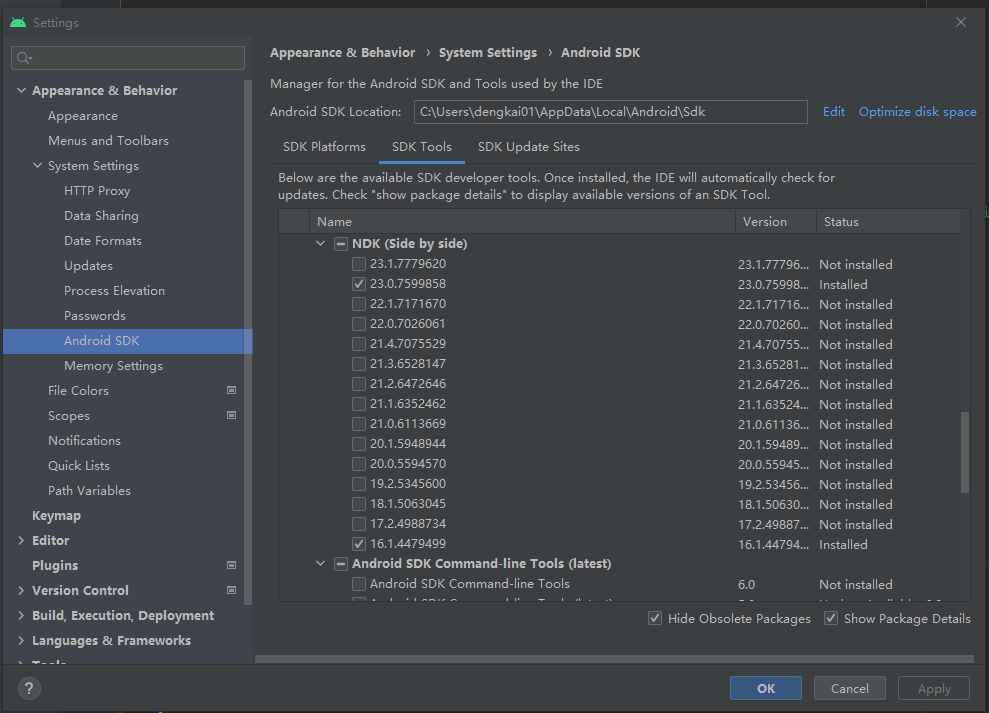 Settings
Appearance & Behavior
Appearance
Menus and Toolbars
System Settings
HTTP Proxy
Data Sharing
Date Formats
Updates
Process Elevation
Passwords
Android SDK
Memory Settings
File Colors
Scopes
Notifications
Quick Lists
Path Variables
Keymap
Editor
Plugins
Version Control
Build, Execution, Deployment
Languages & Frameworks
Tools
Appearance & Behavior › System Settings › Android SDK
Manager for the Android SDK and Tools used by the IDE
Android SDK Location: C:\Users\dengkai01\AppData\Local\Android\Sdk Edit Optimize disk space
SDK Platforms SDK Tools SDK Update Sites
Below are the available SDK developer tools. Once installed, the IDE will automatically check for
updates. Check "show package details" to display available versions of an SDK Tool.
Name Version Status
NDK (Side by side)
23.1.7779620 23.1.77796... Not installed
23.0.7599858 23.0.75998... Installed
22.1.7171670 22.1.71716... Not installed
22.0.7026061 22.0.70260... Not installed
21.4.7075529 21.4.70755... Not installed
21.3.6528147 21.3.65281... Not installed
21.2.6472646 21.2.64726... Not installed
21.1.6352462 21.1.63524... Not installed
21.0.6113669 21.0.61136... Not installed
20.1.5948944 20.1.59489... Not installed
20.0.5594570 20.0.55945... Not installed
19.2.5345600 19.2.53456... Not installed
18.1.5063045 18.1.50630... Not installed
17.2.4988734 17.2.49887... Not installed
16.1.4479499 16.1.44794... Installed
Android SDK Command-line Tools (latest)
Android SDK Command-line Tools 6.0 Not installed
Hide Obsolete Packages Show Package Details
? OK Cancel Apply